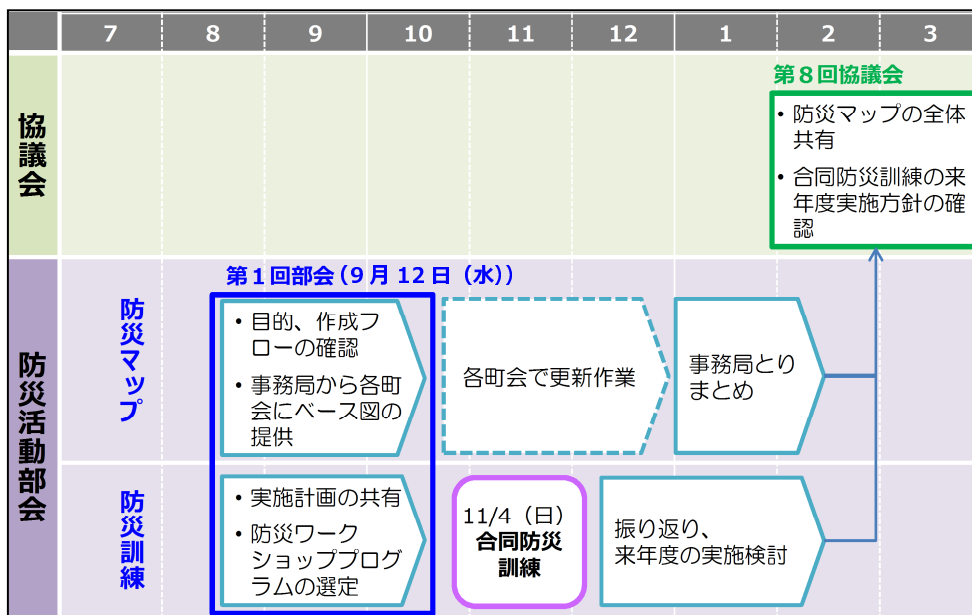 7 8 9 10 11 12 1 2 3
協議会
第8回協議会
・防災マップの全体
共有
・合同防災訓練の来
年度実施方針の確
認
防災活動部会
第1回部会(9月12日(水))
防災マップ
・目的、作成フ
ローの確認
・事務局から各町
会にベース図の
提供
各町会で更新作業
事務局とり
まとめ
防災訓練
・実施計画の共有
・防災ワーク
ショッププログ
ラムの選定
11/4(日)
合同防災
訓練
振り返り、
来年度の実施検討